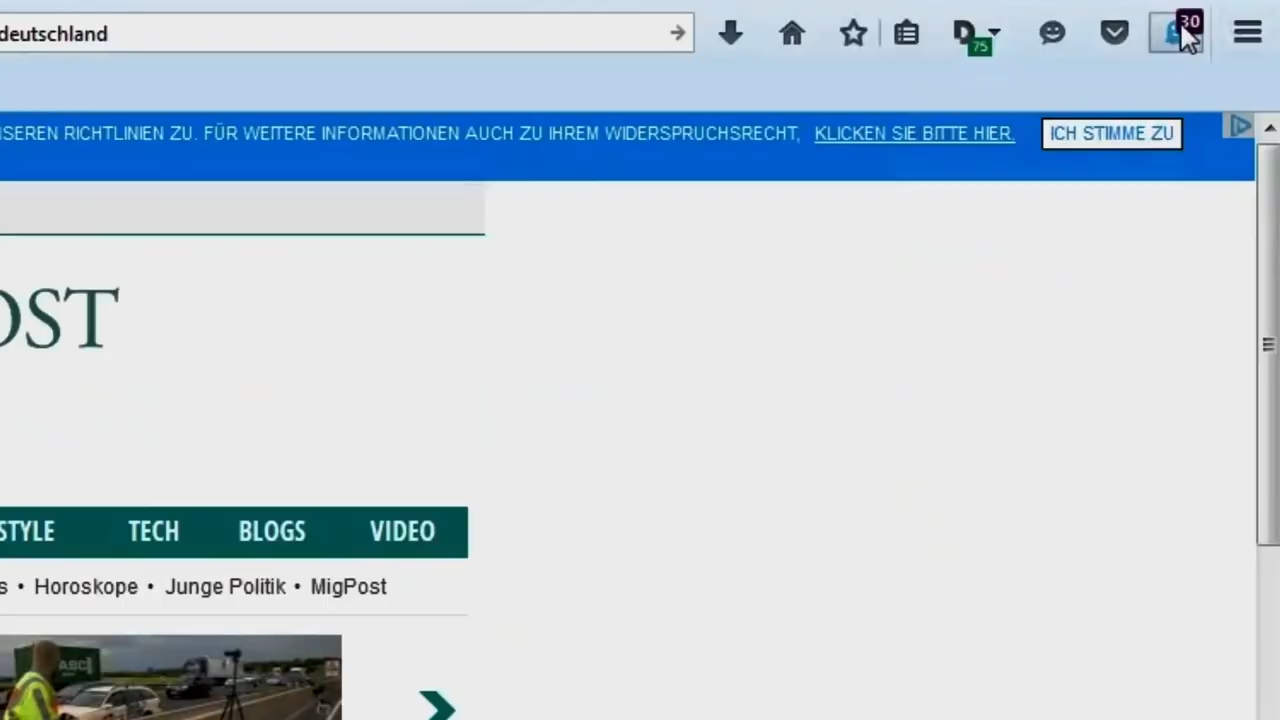 deutschland
30
75
SEREN RICHTLINIEN ZU. FÜR WEITERE INFORMATIONEN AUCH ZU IHREM WIDERSPRUCHSRECHT, KLICKEN SIE BITTE HIER. ICH STIMME ZU
OST
STYLE TECH BLOGS VIDEO
s • Horoskope • Junge Politik • MigPost